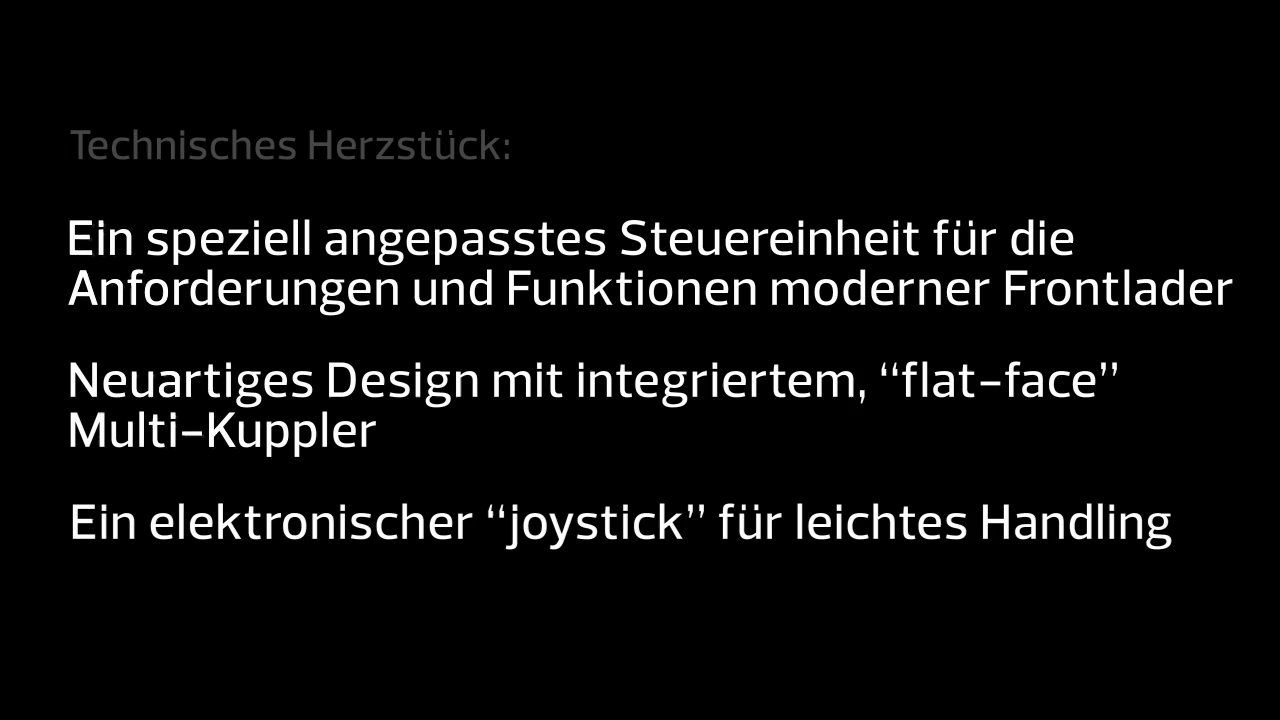 Technisches Herzstück:
Ein speziell angepasstes Steuereinheit für die
Anforderungen und Funktionen moderner Frontlader
Neuartiges Design mit integriertem, “flat-face”
Multi-Kuppler
Ein elektronischer “joystick” für leichtes Handling